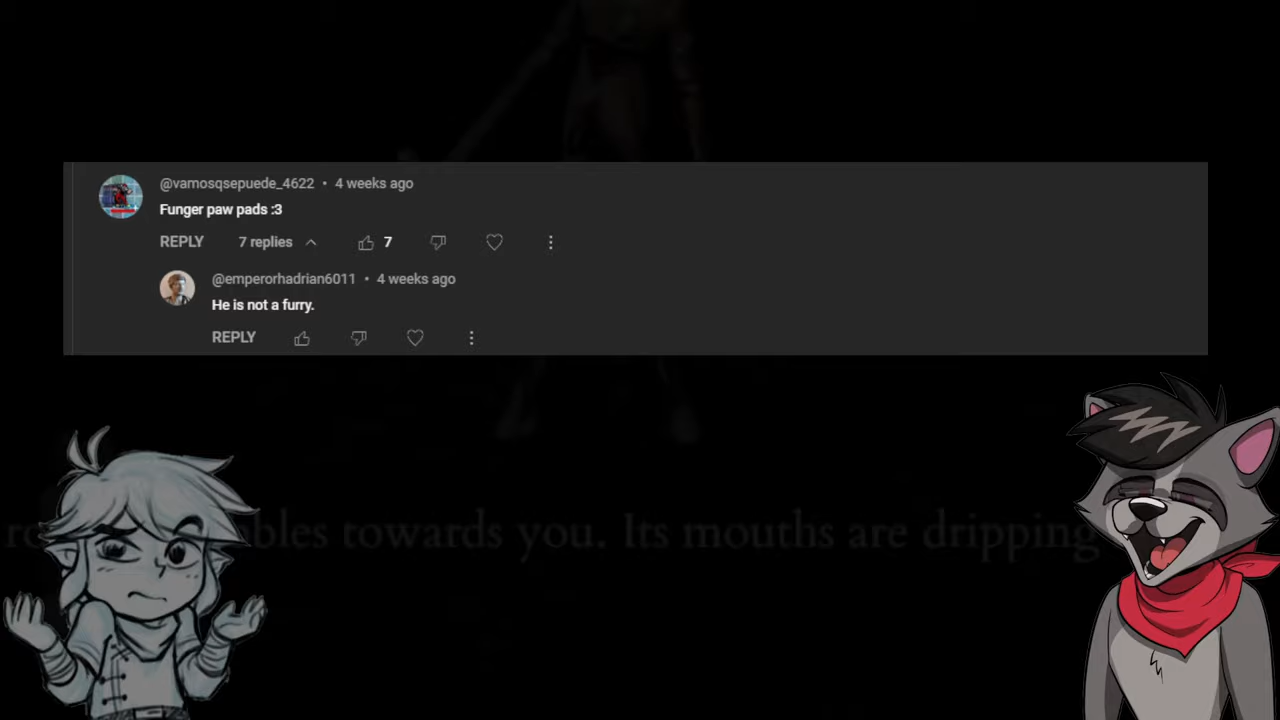 @vamosqsepuede_4622 • 4 weeks ago
Funger paw pads :3
REPLY 7 replies 7
@emperorhadrian6011 • 4 weeks ago
He is not a furry.
REPLY
towards you. Its mouths are dripping